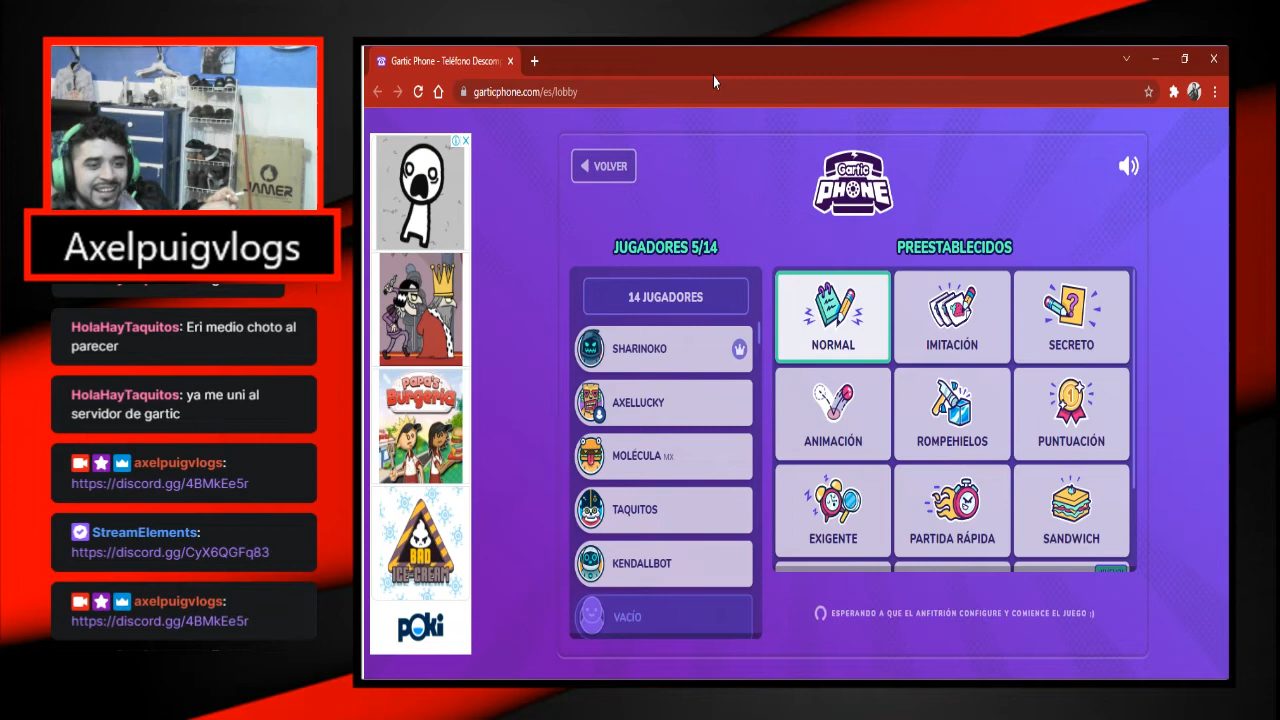 JAMER
Axelpuigvlogs
HolaHayTaquitos: Eri medio choto al
parecer
HolaHayTaquitos: ya me uni al
servidor de gartic
axelpuigvlogs:
https://discord.gg/4BMkEe5r
StreamElements:
https://discord.gg/CyX6QGFq83
axelpuigvlogs:
https://discord.gg/4BMkEe5r
Gartic Phone - Teléfono Descom
garticphone.com/es/lobby
Papa's
Burgeria
BAD
ICE-CREAM
POKi
VOLVER
Gartic
PHONE
JUGADORES 5/14
14 JUGADORES
SHARINOKO
AXELLUCKY
MOLÉCULA MX
TAQUITOS
KENDALLBOT
VACÍO
PREESTABLECIDOS
NORMAL
IMITACIÓN
SECRETO
ANIMACIÓN
ROMPEHIELOS
PUNTUACIÓN
EXIGENTE
PARTIDA RÁPIDA
SANDWICH
ESPERANDO A QUE EL ANFITRIÓN CONFIGURE Y COMIENCE EL JUEGO ;)